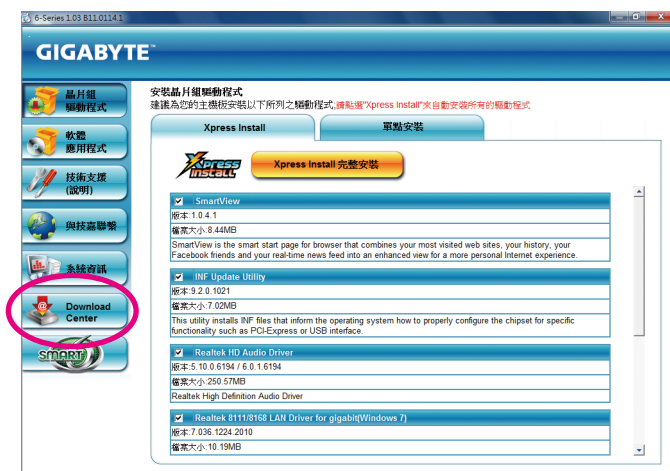 6-Series 1.03 B11.0114.1
GIGABYTE™
晶片組
驅動程式
軟體
應用程式
技術支援
(說明)
與技嘉聯繫
系統資訊
Download
Center
SMART
安裝晶片組驅動程式
建議為您的主機板安裝以下所列之驅動程式;請點選"Xpress Install"來自動安裝所有的驅動程式
Xpress Install
單點安裝
Xpress Install
Xpress Install 完整安裝
SmartView
版本:1.0.4.1
檔案大小:8.44MB
SmartView is the smart start page for browser that combines your most visited web sites, your history, your
Facebook friends and your real-time news feed into an enhanced view for a more personal Internet experience.
INF Update Utility
版本:9.2.0.1021
檔案大小:7.02MB
This utility installs INF files that inform the operating system how to properly configure the chipset for specific
functionality such as PCI-Express or USB interface.
Realtek HD Audio Driver
版本:5.10.0.6194 / 6.0.1.6194
檔案大小:250.57MB
Realtek High Definition Audio Driver
Realtek 8111/8168 LAN Driver for gigabit(Windows 7)
版本:7.036.1224.2010
檔案大小:10.19MB